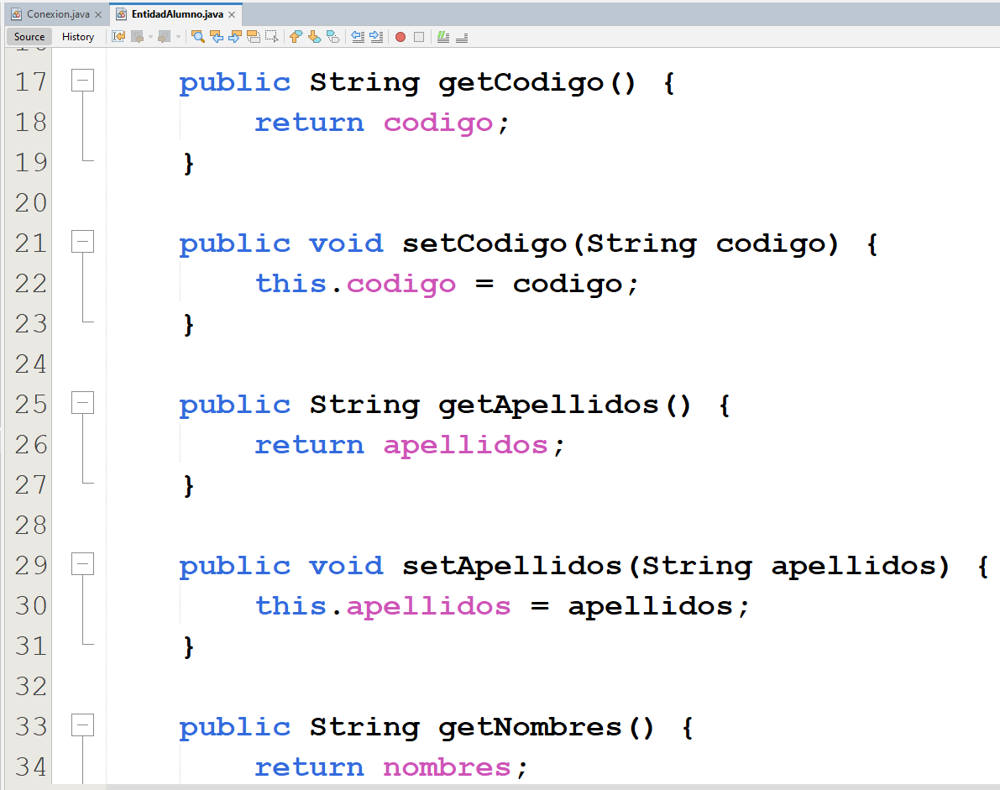 Conexion.java × EntidadAlumno.java ×
Source History
17 public String getCodigo() {
18 return codigo;
19 }
20
21 public void setCodigo(String codigo) {
22 this.codigo = codigo;
23 }
24
25 public String getApellidos() {
26 return apellidos;
27 }
28
29 public void setApellidos(String apellidos) {
30 this.apellidos = apellidos;
31 }
32
33 public String getNombres() {
34 return nombres;